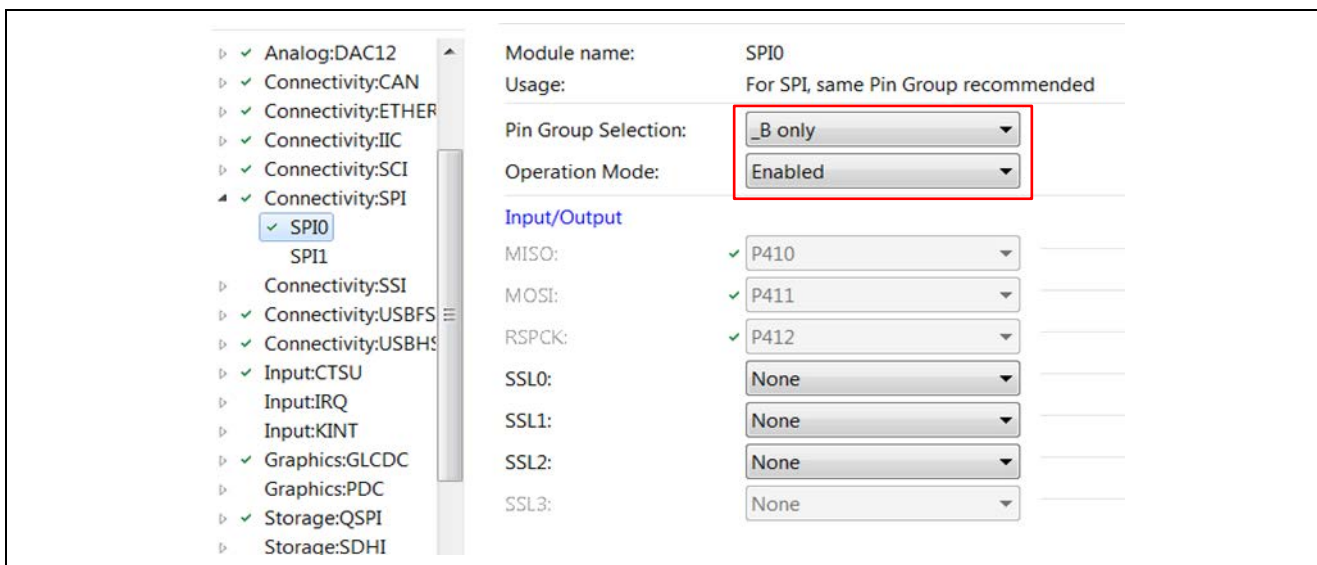 Analog:DAC12
Connectivity:CAN
Connectivity:ETHER
Connectivity:IIC
Connectivity:SCI
Connectivity:SPI
SPI0
SPI1
Connectivity:SSI
Connectivity:USBFS
Connectivity:USBHS
Input:CTSU
Input:IRQ
Input:KINT
Graphics:GLCDC
Graphics:PDC
Storage:QSPI
Storage:SDHI
Module name: SPI0
Usage: For SPI, same Pin Group recommended
Pin Group Selection: _B only
Operation Mode: Enabled
Input/Output
MISO: P410
MOSI: P411
RSPCK: P412
SSL0: None
SSL1: None
SSL2: None
SSL3: None